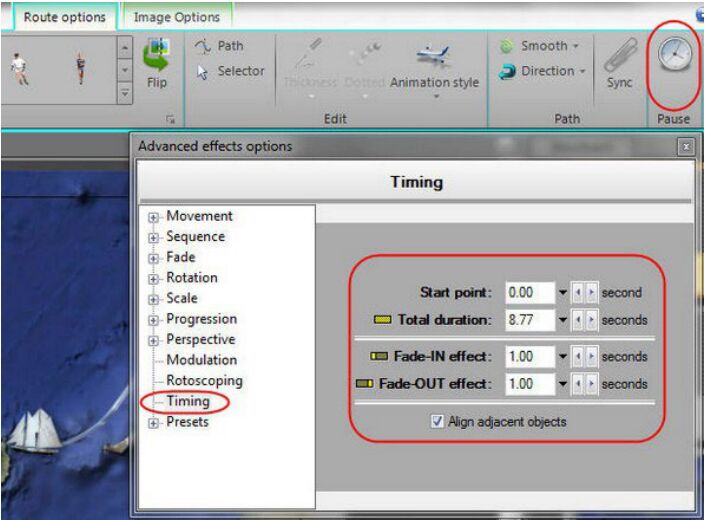 Route options Image Options
Path
Selector
Flip
Thickness Dotted Animation style
Edit
Smooth
Direction
Sync
Path
Pause
Advanced effects options
Timing
Movement
Sequence
Fade
Rotation
Scale
Progression
Perspective
Modulation
Rotoscoping
Timing
Presets
Start point: 0.00 second
Total duration: 8.77 seconds
Fade-IN effect: 1.00 seconds
Fade-OUT effect: 1.00 seconds
Align adjacent objects